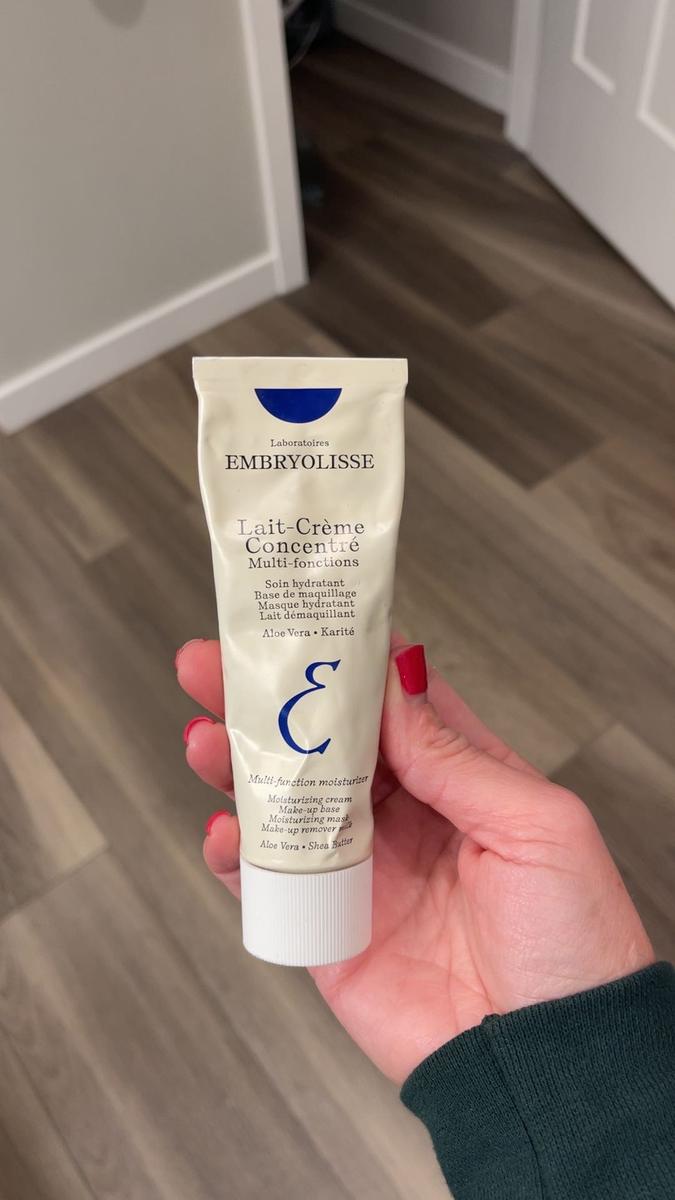 Laboratoires
EMBRYOLISSE
Lait-Crème
Concentré
Multi-fonctions
Soin hydratant
Base de maquillage
Masque hydratant
Lait démaquillant
Aloe Vera • Karité
Ɛ
Multi-function moisturizer
Moisturizing cream
Make-up base
Moisturizing mask
Make-up remover milk
Aloe Vera • Shea Butter